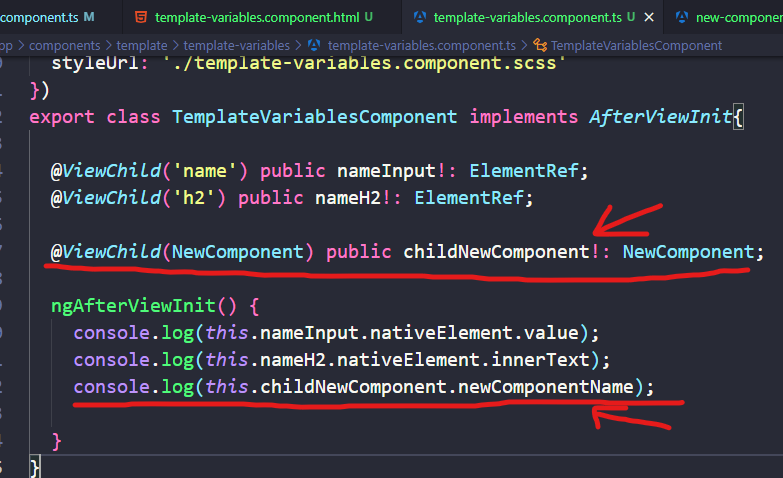 component.ts M template-variables.component.html U template-variables.component.ts U × new-componen
pp > components > template > template-variables > template-variables.component.ts > TemplateVariablesComponent
styleUrl: './template-variables.component.scss'
})
export class TemplateVariablesComponent implements AfterViewInit{
@ViewChild('name') public nameInput!: ElementRef;
@ViewChild('h2') public nameH2!: ElementRef;
@ViewChild(NewComponent) public childNewComponent!: NewComponent;
ngAfterViewInit() {
console.log(this.nameInput.nativeElement.value);
console.log(this.nameH2.nativeElement.innerText);
console.log(this.childNewComponent.newComponentName);
}
}